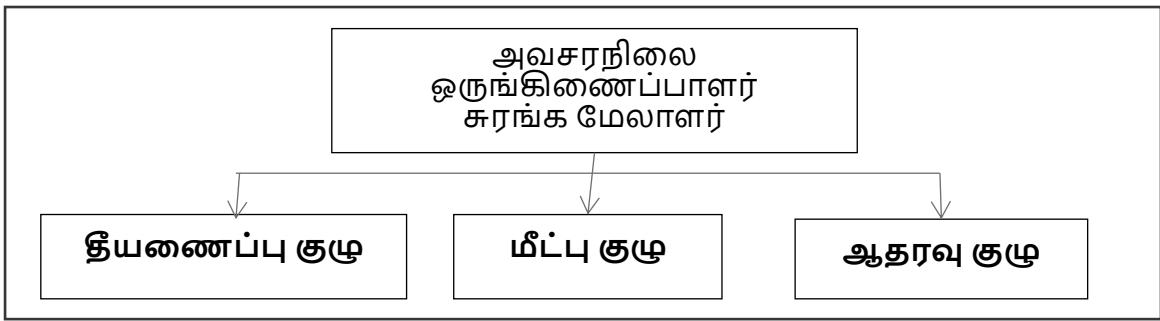 அவசரநிலை
ஒருங்கிணைப்பாளர்
சுரங்க மேலாளர்
தீயணைப்பு குழு
மீட்பு குழு
ஆதரவு குழு